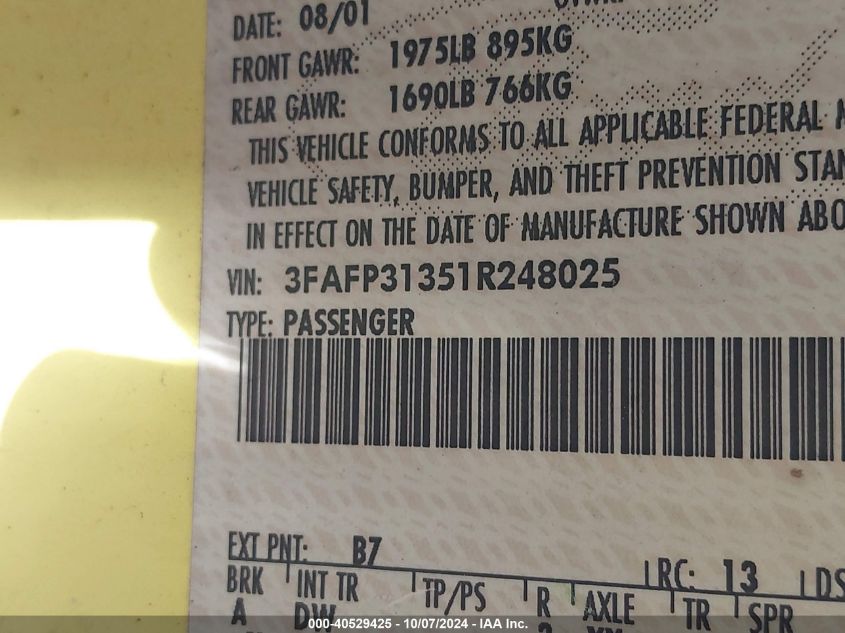 DATE: 08/01
FRONT GAWR: 1975LB 895KG
REAR GAWR: 1690LB 766KG
THIS VEHICLE CONFORMS TO ALL APPLICABLE FEDERAL
VEHICLE SAFETY, BUMPER, AND THEFT PREVENTION STAN
IN EFFECT ON THE DATE OF MANUFACTURE SHOWN ABO
VIN: 3FAFP31351R248025
TYPE: PASSENGER
EXT PNT: B7 RC: 13 DS
BRK INT TR TP/PS R AXLE TR SPR
A DW
000-40529425 - 10/07/2024 - IAA Inc.